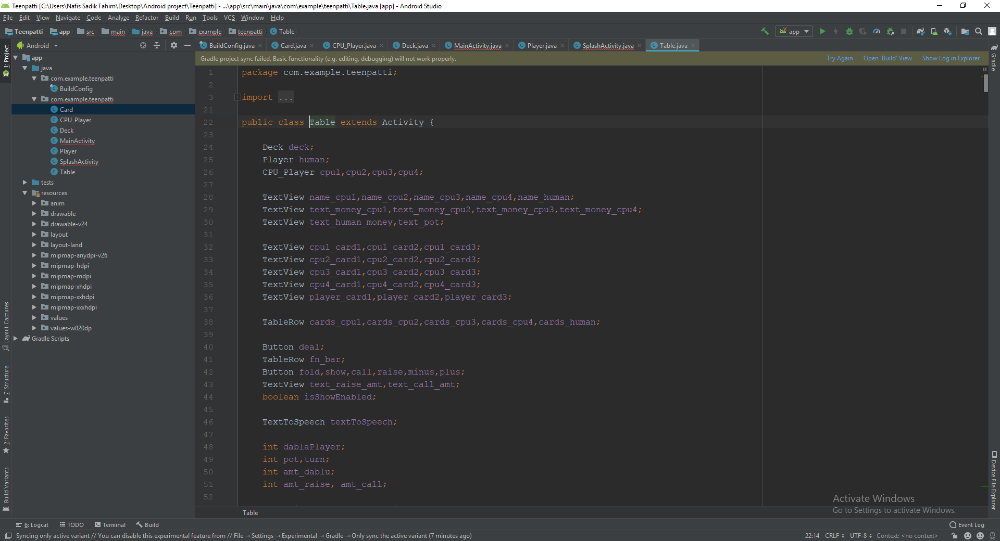 Teenpatti [C:\Users\Nafis Sadik Fahim\Desktop\Android project\Teenpatti] - ...\app\src\main\java\com\example\teenpatti\Table.java [app] - Android Studio
File Edit View Navigate Code Analyze Refactor Build Run Tools VCS Window Help
Teenpatti app src main java com example teenpatti Table app
1: Project
Android
BuildConfig.java Card.java CPU_Player.java Deck.java MainActivity.java Player.java SplashActivity.java Table.java
Gradle
Gradle project sync failed. Basic functionality (e.g. editing, debugging) will not work properly. Try Again Open 'Build' View Show Log in Explorer
app
java
com.example.teenpatti
BuildConfig
com.example.teenpatti
Card
CPU_Player
Deck
MainActivity
Player
SplashActivity
Table
tests
resources
anim
drawable
drawable-v24
layout
layout-land
mipmap-anydpi-v26
mipmap-hdpi
mipmap-mdpi
mipmap-xhdpi
mipmap-xxhdpi
mipmap-xxxhdpi
values
values-w820dp
Gradle Scripts
Layout Captures
7: Structure
2: Favorites
Build Variants
1 package com.example.teenpatti;
2
3 import ...
21
22 public class Table extends Activity {
23
24 Deck deck;
25 Player human;
26 CPU_Player cpu1,cpu2,cpu3,cpu4;
27
28 TextView name_cpu1,name_cpu2,name_cpu3,name_cpu4,name_human;
29 TextView text_money_cpu1,text_money_cpu2,text_money_cpu3,text_money_cpu4;
30 TextView text_human_money,text_pot;
31
32 TextView cpu1_card1,cpu1_card2,cpu1_card3;
33 TextView cpu2_card1,cpu2_card2,cpu2_card3;
34 TextView cpu3_card1,cpu3_card2,cpu3_card3;
35 TextView cpu4_card1,cpu4_card2,cpu4_card3;
36 TextView player_card1,player_card2,player_card3;
37
38 TableRow cards_cpu1,cards_cpu2,cards_cpu3,cards_cpu4,cards_human;
39
40 Button deal;
41 TableRow fn_bar;
42 Button fold,show,call,raise,minus,plus;
43 TextView text_raise_amt,text_call_amt;
44 boolean isShowEnabled;
45
46 TextToSpeech textToSpeech;
47
48 int dablaPlayer;
49 int pot,turn;
50 int amt_dablu;
51 int amt_raise, amt_call;
52
Device File Explorer
Activate Windows
Go to Settings to activate Windows.
Table
6: Logcat TODO Terminal Build Event Log
Syncing only active variant // You can disable this experimental feature from // File → Settings → Experimental → Gradle → Only sync the active variant (7 minutes ago) 22:14 CRLF UTF-8 Context: <no context>